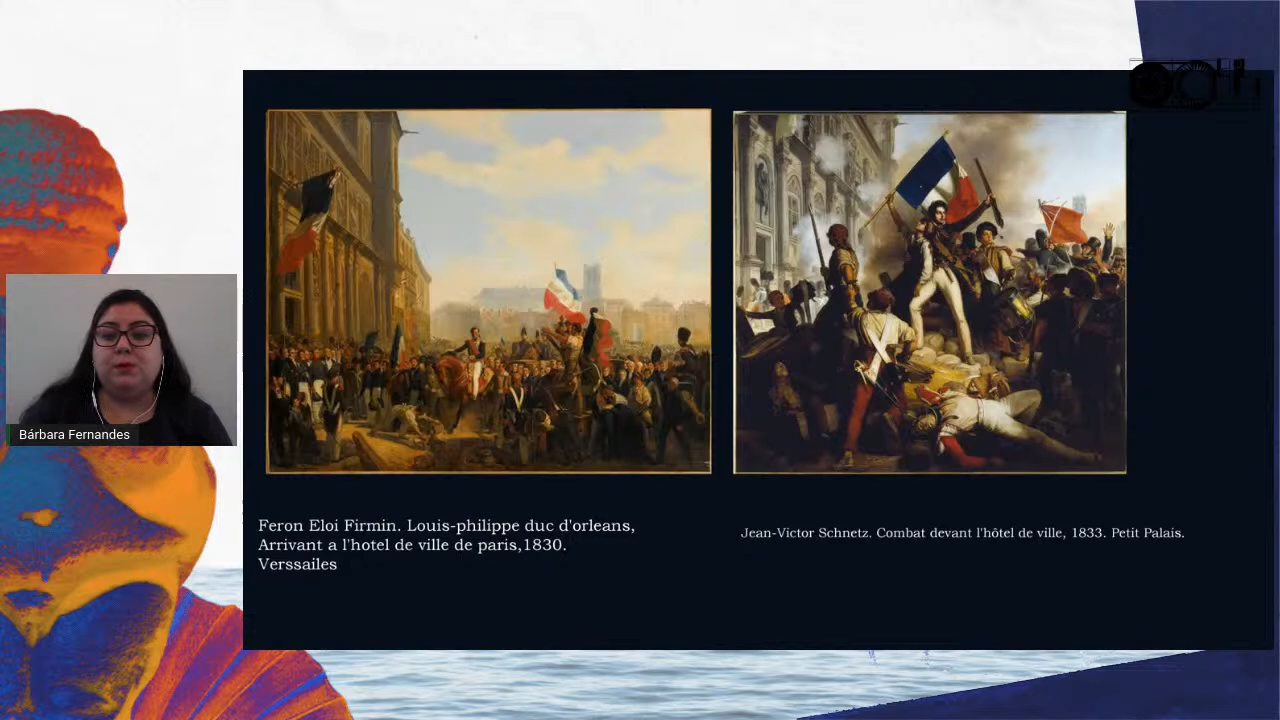 Bárbara Fernandes
Feron Eloi Firmin. Louis-philippe duc d'orleans,
Arrivant a l'hotel de ville de paris,1830.
Verssailes
Jean-Victor Schnetz. Combat devant l'hôtel de ville, 1833. Petit Palais.